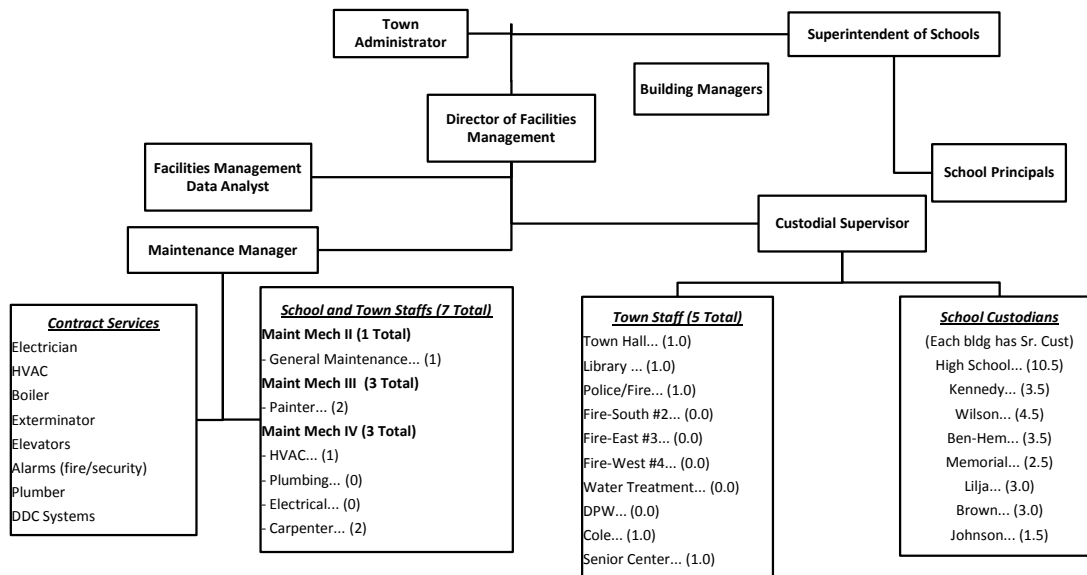 Town
Administrator
Superintendent of Schools
Building Managers
Director of Facilities
Management
Facilities Management
Data Analyst
School Principals
Custodial Supervisor
Maintenance Manager
Contract Services
Electrician
HVAC
Boiler
Exterminator
Elevators
Alarms (fire/security)
Plumber
DDC Systems
School and Town Staffs (7 Total)
Maint Mech II (1 Total)
- General Maintenance... (1)
Maint Mech III  (3 Total)
- Painter... (2)
Maint Mech IV (3 Total)
- HVAC... (1)
- Plumbing... (0)
- Electrical... (0)
- Carpenter... (2)
Town Staff (5 Total)
Town Hall... (1.0)
Library ... (1.0)
Police/Fire... (1.0)
Fire-South #2... (0.0)
Fire-East #3... (0.0)
Fire-West #4... (0.0)
Water Treatment... (0.0)
DPW... (0.0)
Cole... (1.0)
Senior Center... (1.0)
School Custodians
(Each bldg has Sr. Cust)
High School... (10.5)
Kennedy... (3.5)
Wilson... (4.5)
Ben-Hem... (3.5)
Memorial... (2.5)
Lilja... (3.0)
Brown... (3.0)
Johnson... (1.5)